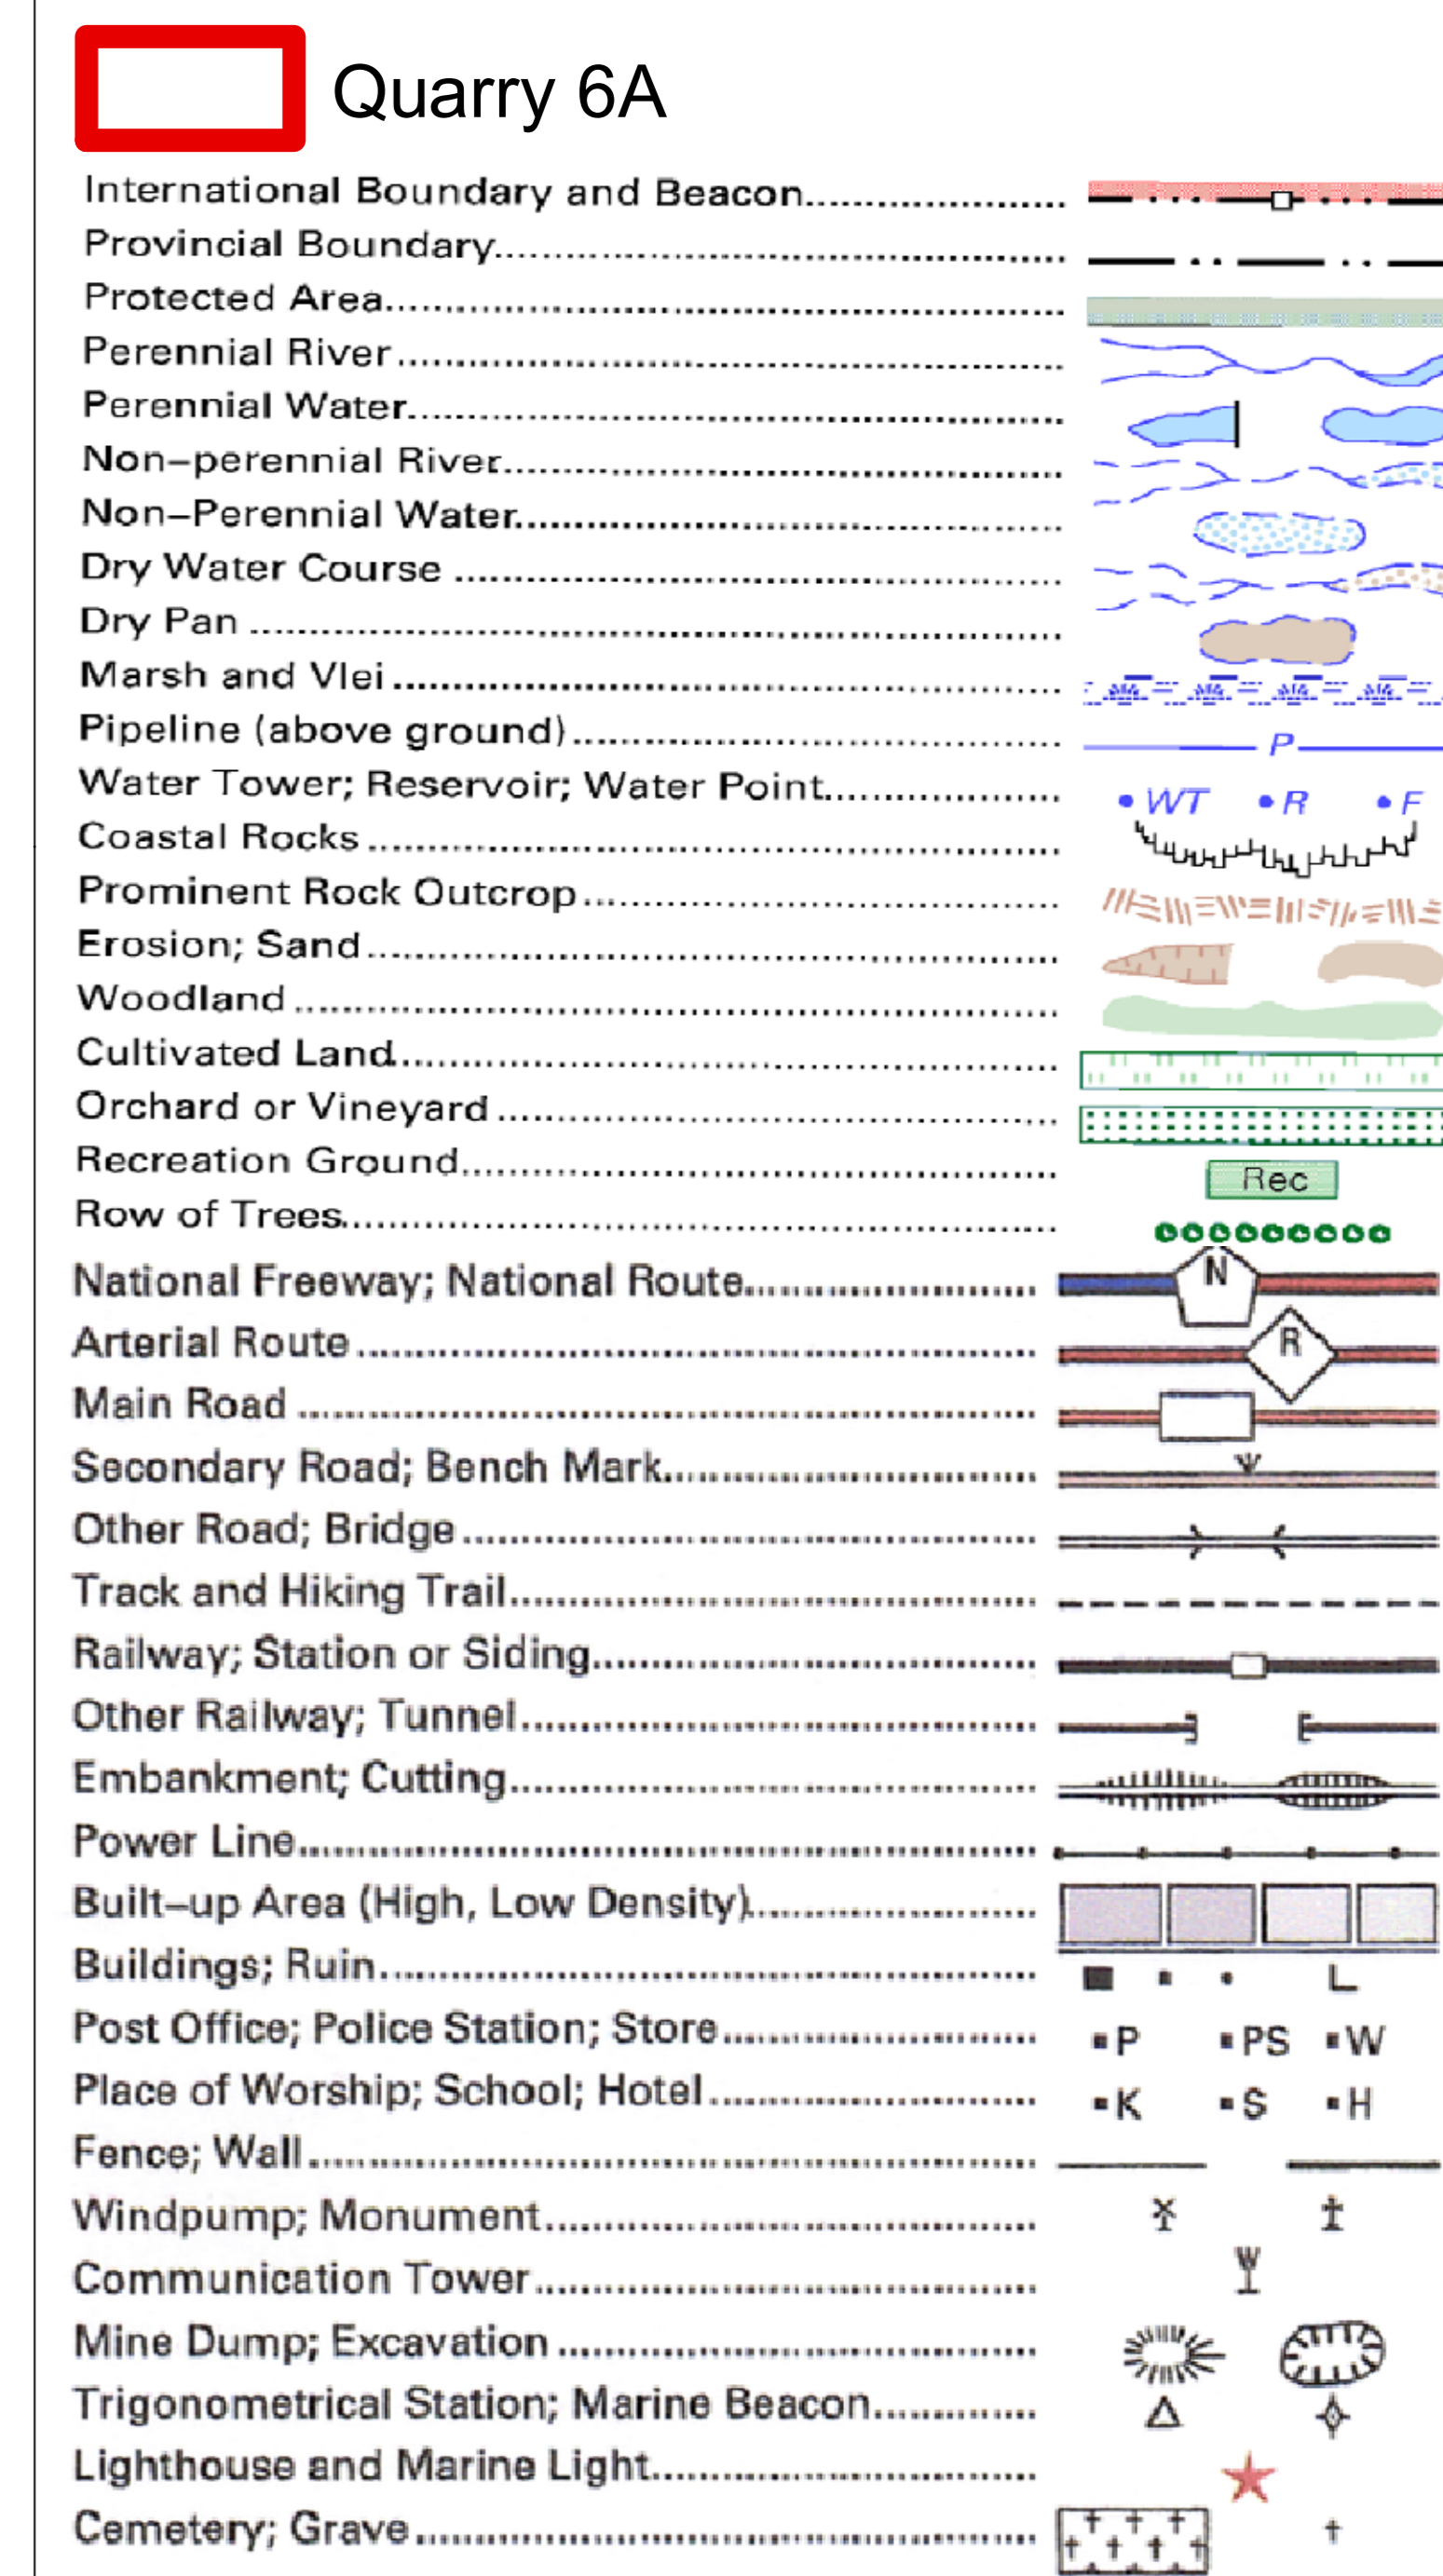 Quarry 6A
International Boundary and Beacon
Provincial Boundary
Protected Area
Perennial River
Perennial Water
Non–perennial River
Non–Perennial Water
Dry Water Course
Dry Pan
Marsh and Vlei
Pipeline (above ground) P
Water Tower; Reservoir; Water Point WT R F
Coastal Rocks
Prominent Rock Outcrop
Erosion; Sand
Woodland
Cultivated Land
Orchard or Vineyard
Recreation Ground Rec
Row of Trees
National Freeway; National Route N
Arterial Route R
Main Road
Secondary Road; Bench Mark
Other Road; Bridge
Track and Hiking Trail
Railway; Station or Siding
Other Railway; Tunnel
Embankment; Cutting
Power Line
Built–up Area (High, Low Density)
Buildings; Ruin
Post Office; Police Station; Store P PS W
Place of Worship; School; Hotel K S H
Fence; Wall
Windpump; Monument
Communication Tower
Mine Dump; Excavation
Trigonometrical Station; Marine Beacon
Lighthouse and Marine Light
Cemetery; Grave